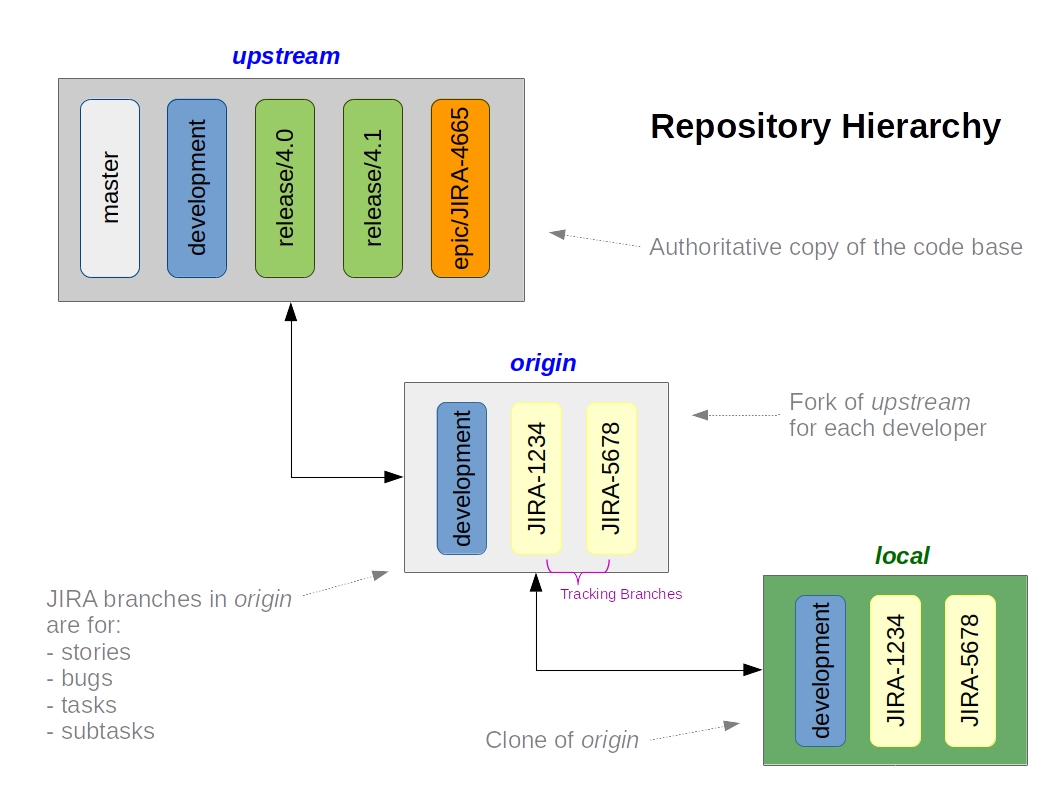 upstream
Repository Hierarchy
master
development
release/4.0
release/4.1
epic/JIRA-4665
Authoritative copy of the code base
origin
development
JIRA-1234
JIRA-5678
Fork of upstream
for each developer
Tracking Branches
JIRA branches in origin
are for:
- stories
- bugs
- tasks
- subtasks
local
development
JIRA-1234
JIRA-5678
Clone of origin